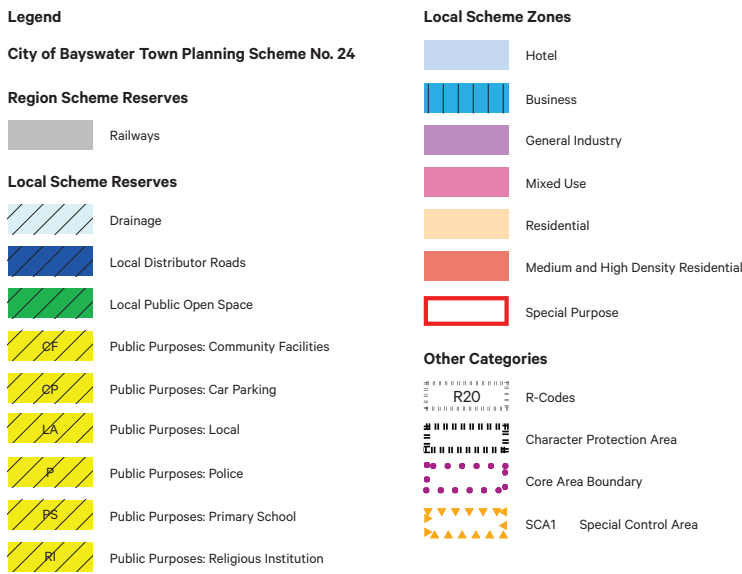 Legend
City of Bayswater Town Planning Scheme No. 24
Region Scheme Reserves
Railways
Local Scheme Reserves
Drainage
Local Distributor Roads
Local Public Open Space
CF Public Purposes: Community Facilities
CP Public Purposes: Car Parking
LA Public Purposes: Local
P Public Purposes: Police
PS Public Purposes: Primary School
RI Public Purposes: Religious Institution
Local Scheme Zones
Hotel
Business
General Industry
Mixed Use
Residential
Medium and High Density Residential
Special Purpose
Other Categories
R20 R-Codes
Character Protection Area
Core Area Boundary
SCA1 Special Control Area